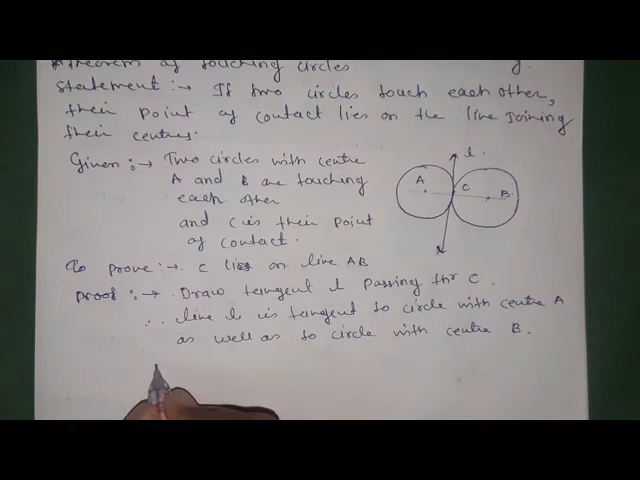 * Theorem of touching circles
Statement :→ If two circles touch each other,
their point of contact lies on the line joining
their centres.
Given :→ Two circles with centre
A and B are touching
each other
and C is their point
of contact.
l.
A
C
B
To prove :→ C lies on line AB
Proof :→ Draw tangent l passing thr C.
∴ line l is tangent to circle with centre A
as well as to circle with centre B.